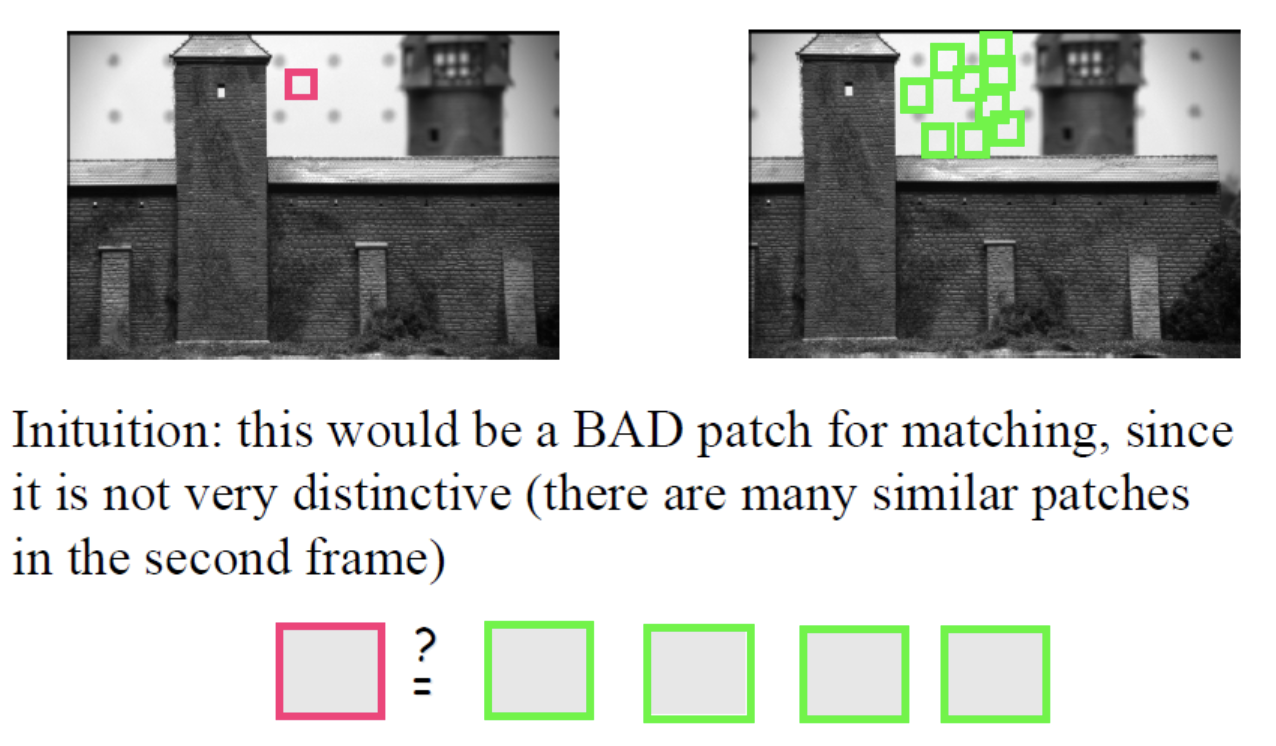 Inituition: this would be a BAD patch for matching, since
it is not very distinctive (there are many similar patches
in the second frame)
?
=